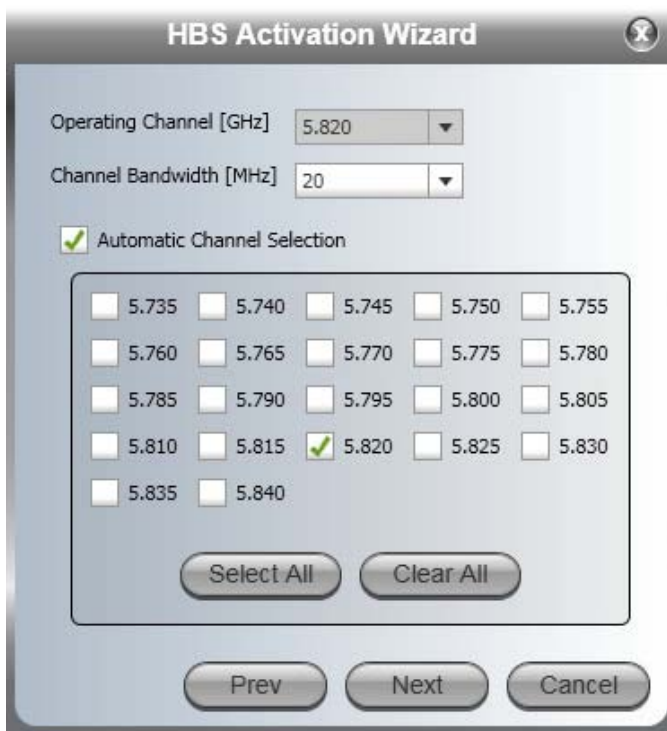 HBS Activation Wizard
Operating Channel [GHz] 5.820
Channel Bandwidth [MHz] 20
Automatic Channel Selection
5.735 5.740 5.745 5.750 5.755
5.760 5.765 5.770 5.775 5.780
5.785 5.790 5.795 5.800 5.805
5.810 5.815 5.820 5.825 5.830
5.835 5.840
Select All Clear All
Prev Next Cancel